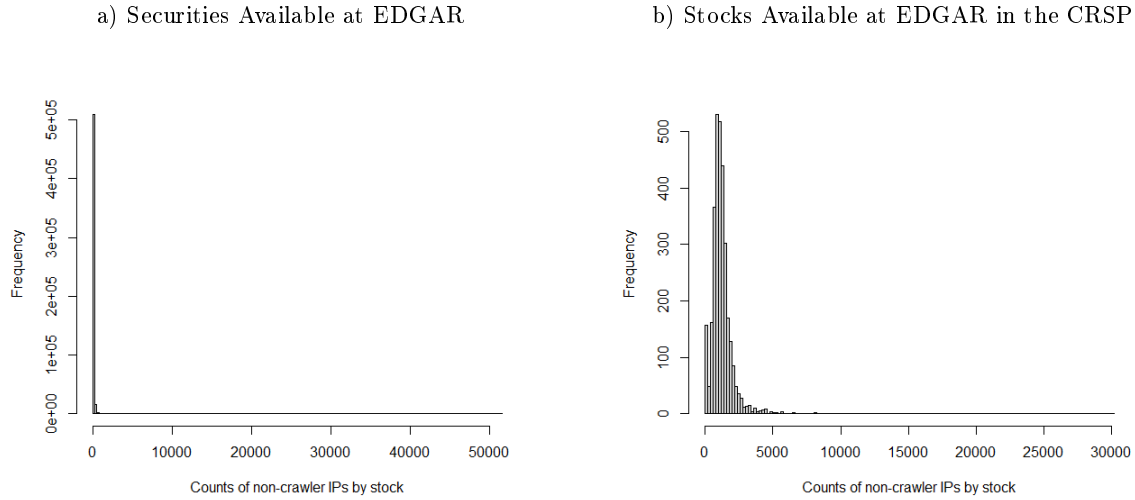 a) Securities Available at EDGAR
Frequency
5e+05
4e+05
3e+05
2e+05
1e+05
0e+00
0 10000 20000 30000 40000 50000
Counts of non-crawler IPs by stock
b) Stocks Available at EDGAR in the CRSP
Frequency
500
400
300
200
100
0
0 5000 10000 15000 20000 25000 30000
Counts of non-crawler IPs by stock